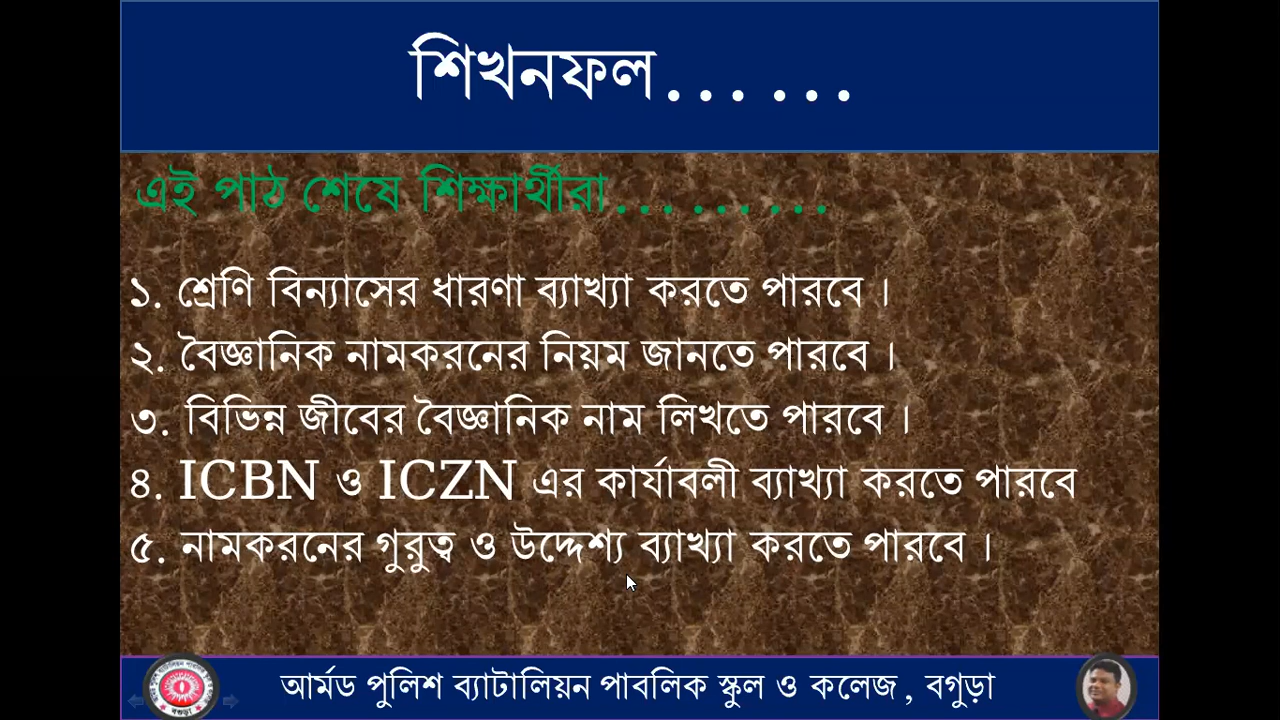 শিখনফল......
এই পাঠ শেষে শিক্ষার্থীরা.........
১. শ্রেণি বিন্যাসের ধারণা ব্যাখ্যা করতে পারবে ।
২. বৈজ্ঞানিক নামকরনের নিয়ম জানতে পারবে ।
৩. বিভিন্ন জীবের বৈজ্ঞানিক নাম লিখতে পারবে ।
৪. ICBN ও ICZN এর কার্যাবলী ব্যাখ্যা করতে পারবে
৫. নামকরনের গুরুত্ব ও উদ্দেশ্য ব্যাখ্যা করতে পারবে ।
আর্মড পুলিশ ব্যাটালিয়ন পাবলিক স্কুল ও কলেজ, বগুড়া
বগুড়া